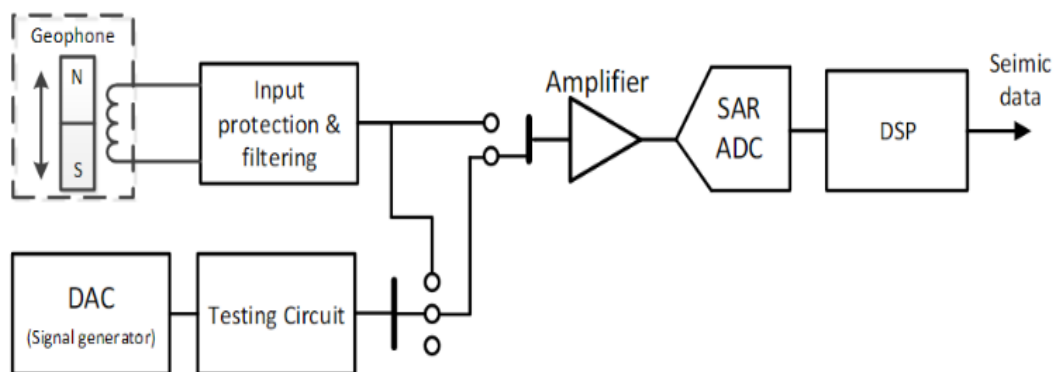 Geophone
N
S
Input
protection &
filtering
Amplifier
SAR
ADC
DSP
Seimic
data
DAC
(Signal generator)
Testing Circuit